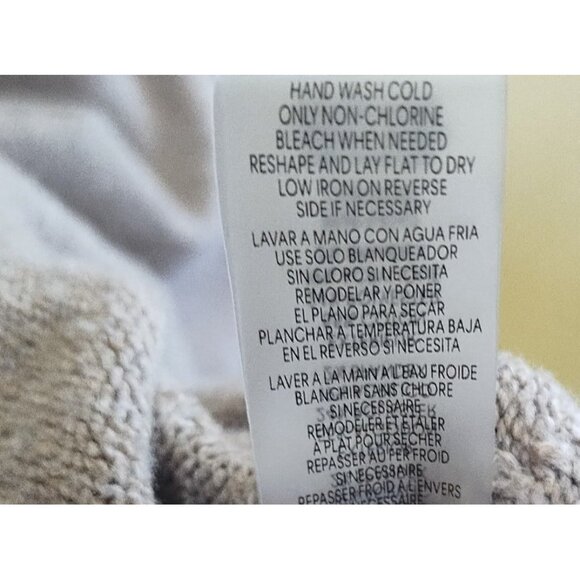 HAND WASH COLD
ONLY NON-CHLORINE
BLEACH WHEN NEEDED
RESHAPE AND LAY FLAT TO DRY
LOW IRON ON REVERSE
SIDE IF NECESSARY
LAVAR A MANO CON AGUA FRIA
USE SOLO BLANQUEADOR
SIN CLORO SI NECESITA
REMODELAR Y PONER
EL PLANO PARA SECAR
PLANCHAR A TEMPERATURA BAJA
EN EL REVERSO SI NECESITA
LAVER A LA MAIN A L'EAU FROIDE
BLANCHIR SANS CHLORE
SI NECESSAIRE
REMODELER ET ETALER
A PLAT POUR SECHER
REPASSER AU FER FROID
SI NECESSAIRE
REPASSER FROID A L'ENVERS